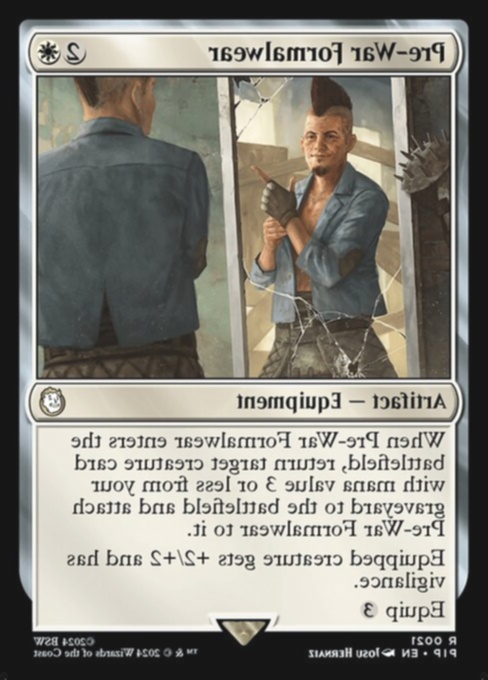 Pre-War Formalwear 2
Artifact — Equipment
When Pre-War Formalwear enters the
battlefield, return target creature card
with mana value 3 or less from your
graveyard to the battlefield and attach
Pre-War Formalwear to it.
Equipped creature gets +2/+2 and has
vigilance.
Equip 3
R 0021
PIP • EN Josu Hernaiz
©2024 BSW
™ & © 2024 Wizards of the Coast